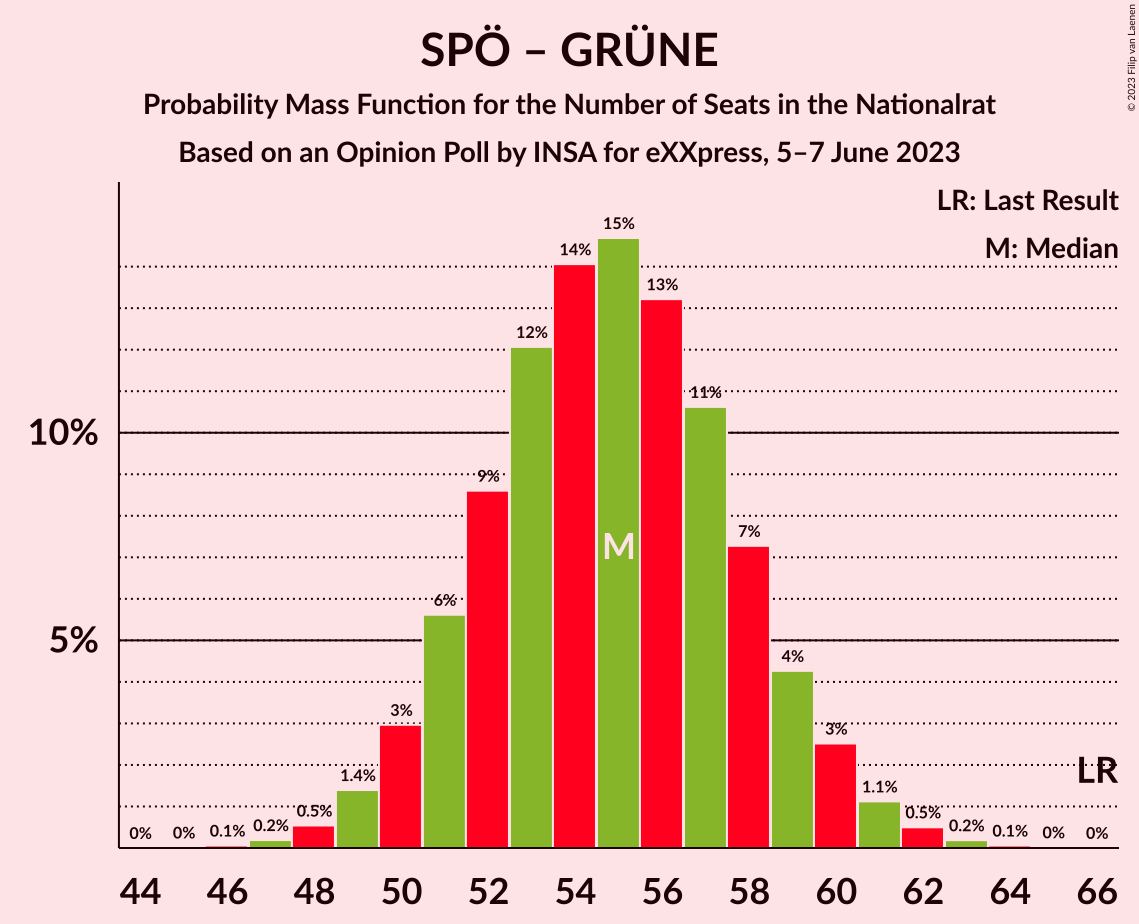 SPÖ – GRÜNE
Probability Mass Function for the Number of Seats in the Nationalrat
Based on an Opinion Poll by INSA for eXXpress, 5–7 June 2023
© 2023 Filip van Laenen
LR: Last Result
M: Median
10%
5%
0%
0%
0.1%
0.2%
0.5%
1.4%
3%
6%
9%
12%
14%
15%
13%
11%
7%
4%
3%
1.1%
0.5%
0.2%
0.1%
0%
0%
M
LR
44 46 48 50 52 54 56 58 60 62 64 66